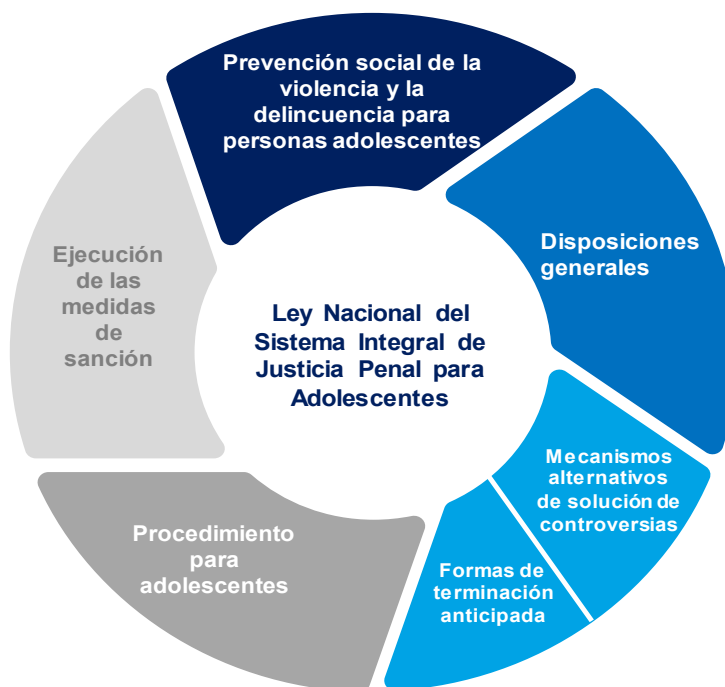 Prevención social de la
violencia y la
delincuencia para
personas adolescentes
Disposiciones
generales
Mecanismos
alternativos
de solución de
controversias
Formas de
terminación
anticipada
Procedimiento
para
adolescentes
Ejecución
de las
medidas
de
sanción
Ley Nacional del
Sistema Integral de
Justicia Penal para
Adolescentes